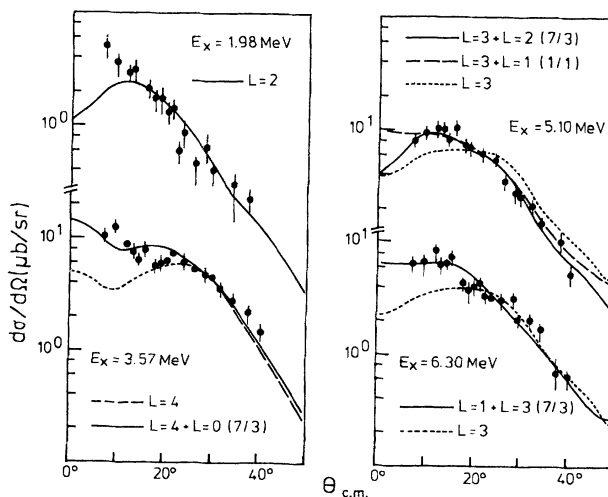 E_x = 1.98 MeV
L=2
10^0
dσ/dΩ(μb/sr)
10^1
10^0
E_x = 3.57 MeV
L=4
L=4+L=0 (7/3)
0° 20° 40°
L=3+L=2 (7/3)
L=3+L=1 (1/1)
L=3
E_x = 5.10 MeV
10^1
10^1
10^0
E_x = 6.30 MeV
L=1+L=3 (7/3)
L=3
0° 20° 40°
θ c.m.